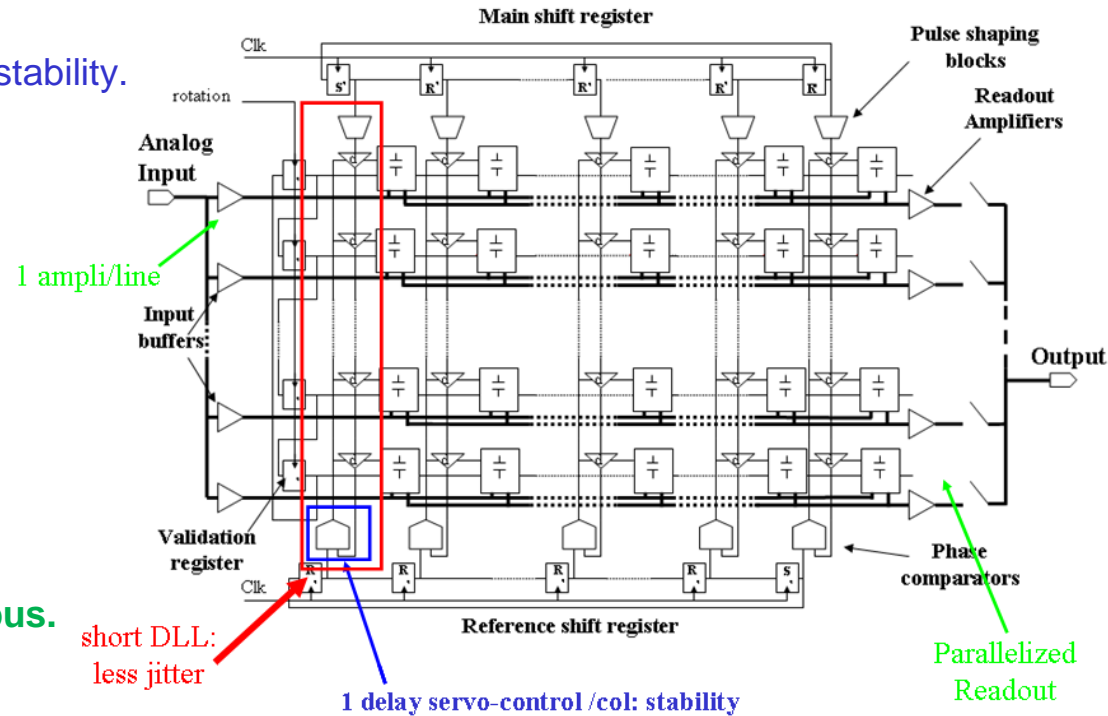 Main shift register
Clk
Pulse shaping
blocks
stability.
S'
R'
R'
R'
R'
rotation
Readout
Amplifiers
Analog
Input
1 ampli/line
Input
buffers
Output
Validation
register
Phase
comparators
R
R
R
R
S
Clk
ous.
short DLL:
less jitter
Reference shift register
Parallelized
Readout
1 delay servo-control /col: stability